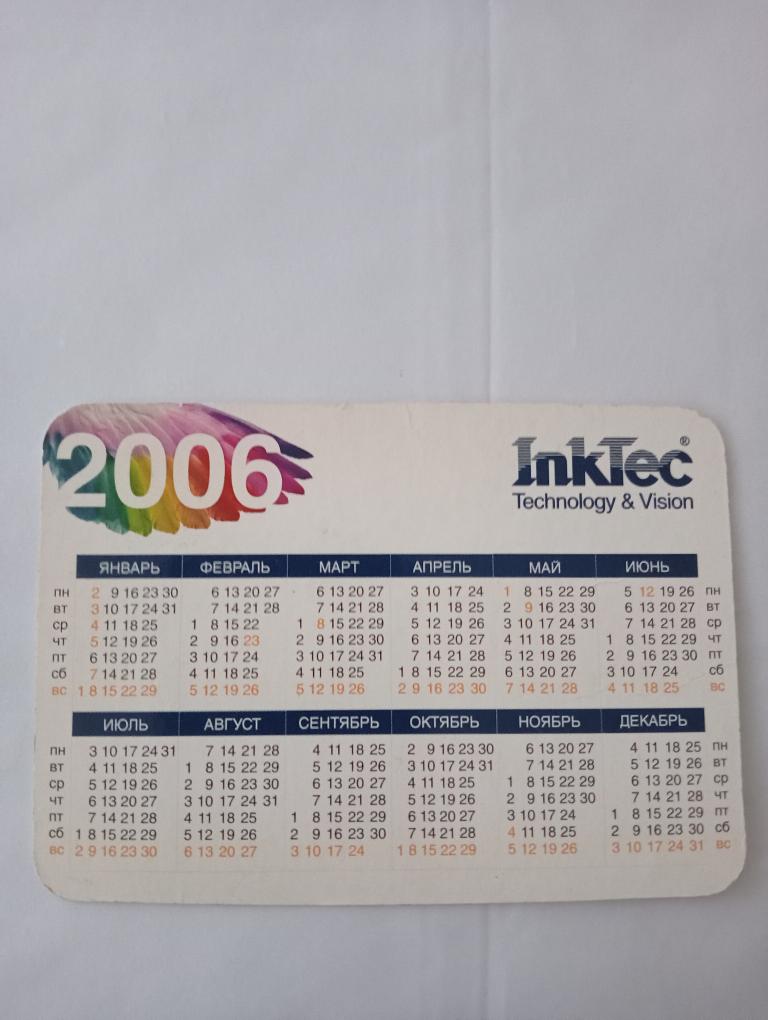 2006
InkTec®
Technology & Vision
ЯНВАРЬ ФЕВРАЛЬ МАРТ АПРЕЛЬ МАЙ ИЮНЬ
пн 2 9 16 23 30 6 13 20 27 6 13 20 27 3 10 17 24 1 8 15 22 29 5 12 19 26 пн
вт 3 10 17 24 31 7 14 21 28 7 14 21 28 4 11 18 25 2 9 16 23 30 6 13 20 27 вт
ср 4 11 18 25 1 8 15 22 1 8 15 22 29 5 12 19 26 3 10 17 24 31 7 14 21 28 ср
чт 5 12 19 26 2 9 16 23 2 9 16 23 30 6 13 20 27 4 11 18 25 1 8 15 22 29 чт
пт 6 13 20 27 3 10 17 24 3 10 17 24 31 7 14 21 28 5 12 19 26 2 9 16 23 30 пт
сб 7 14 21 28 4 11 18 25 4 11 18 25 1 8 15 22 29 6 13 20 27 3 10 17 24 сб
вс 1 8 15 22 29 5 12 19 26 5 12 19 26 2 9 16 23 30 7 14 21 28 4 11 18 25 вс
ИЮЛЬ АВГУСТ СЕНТЯБРЬ ОКТЯБРЬ НОЯБРЬ ДЕКАБРЬ
пн 3 10 17 24 31 7 14 21 28 4 11 18 25 2 9 16 23 30 6 13 20 27 4 11 18 25 пн
вт 4 11 18 25 1 8 15 22 29 5 12 19 26 3 10 17 24 31 7 14 21 28 5 12 19 26 вт
ср 5 12 19 26 2 9 16 23 30 6 13 20 27 4 11 18 25 1 8 15 22 29 6 13 20 27 ср
чт 6 13 20 27 3 10 17 24 31 7 14 21 28 5 12 19 26 2 9 16 23 30 7 14 21 28 чт
пт 7 14 21 28 4 11 18 25 1 8 15 22 29 6 13 20 27 3 10 17 24 1 8 15 22 29 пт
сб 1 8 15 22 29 5 12 19 26 2 9 16 23 30 7 14 21 28 4 11 18 25 2 9 16 23 30 сб
вс 2 9 16 23 30 6 13 20 27 3 10 17 24 1 8 15 22 29 5 12 19 26 3 10 17 24 31 вс